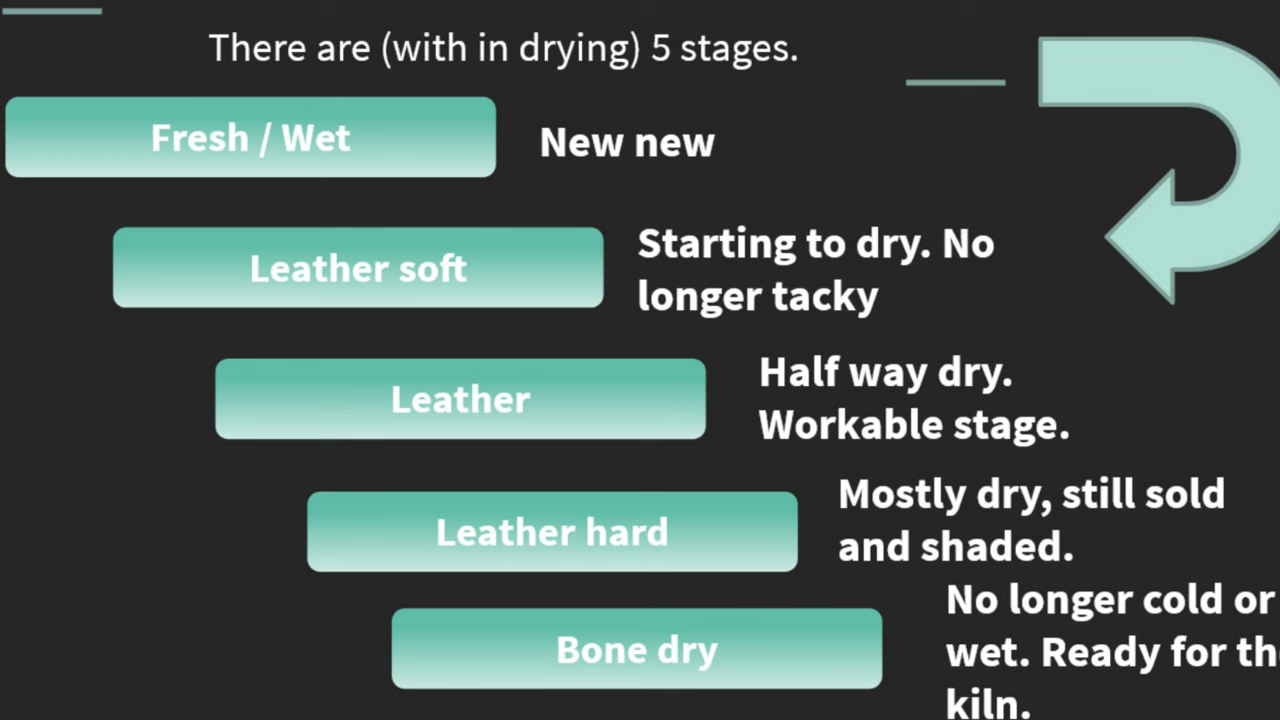 There are (with in drying) 5 stages.
Fresh / Wet
New new
Leather soft
Starting to dry. No
longer tacky
Leather
Half way dry.
Workable stage.
Leather hard
Mostly dry, still sold
and shaded.
Bone dry
No longer cold or
wet. Ready for the
kiln.